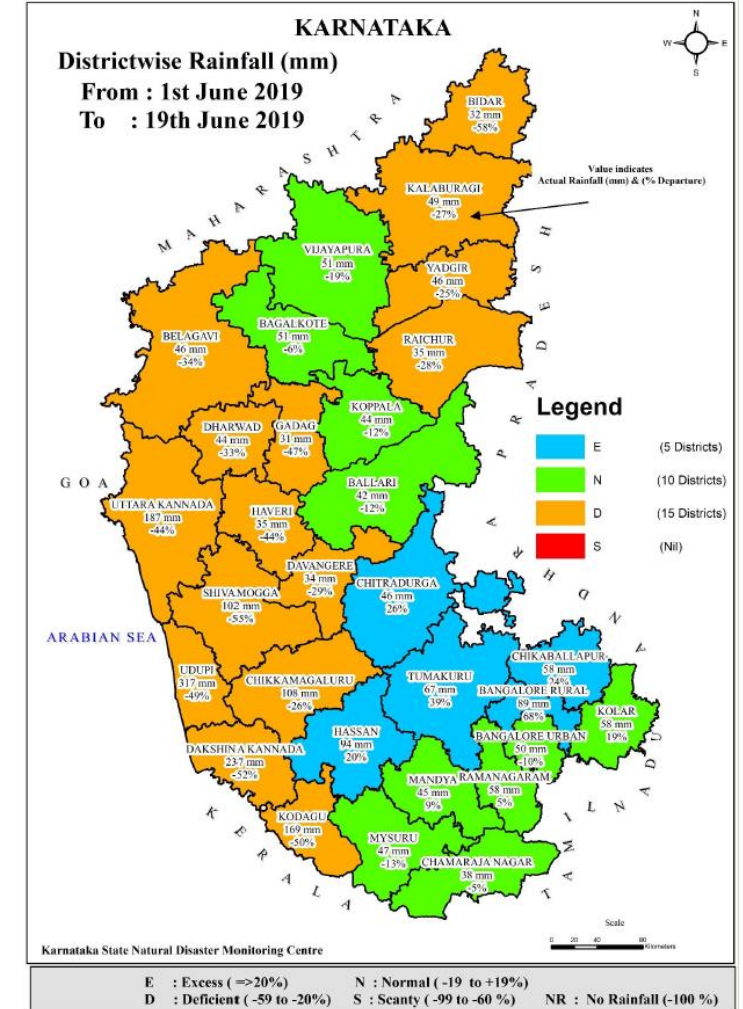 KARNATAKA
Districtwise Rainfall (mm)
From : 1st June 2019
To : 19th June 2019
N
W
E
S
MAHARASHTRA
BIDAR
32 mm
-58%
Value indicates
Actual Rainfall (mm) & (% Departure)
KALABURAGI
49 mm
-27%
VIJAYAPURA
51 mm
-19%
YADGIR
46 mm
-25%
BAGALKOTE
51 mm
-6%
BELAGAVI
46 mm
-34%
RAICHUR
35 mm
-28%
ANDHRA PRADESH
KOPPALA
44 mm
-12%
DHARWAD
44 mm
-33%
GADAG
31 mm
-47%
Legend
E (5 Districts)
N (10 Districts)
D (15 Districts)
S (Nil)
GOA
BALLARI
42 mm
-12%
UTTARA KANNADA
187 mm
-44%
HAVERI
35 mm
-44%
DAVANGERE
34 mm
-29%
CHITRADURGA
46 mm
26%
SHIVAMOGGA
102 mm
-55%
ARABIAN SEA
UDUPI
317 mm
-49%
CHIKKAMAGALURU
108 mm
-26%
TUMAKURU
67 mm
39%
CHIKABALLAPUR
58 mm
24%
BANGALORE RURAL
89 mm
68%
KOLAR
58 mm
19%
HASSAN
94 mm
20%
BANGALORE URBAN
50 mm
-10%
DAKSHINA KANNADA
237 mm
-52%
MANDYA
45 mm
9%
RAMANAGARAM
58 mm
5%
KODAGU
169 mm
-50%
MYSURU
47 mm
-13%
CHAMARAJA NAGAR
38 mm
-5%
KERALA
TAMILNADU
Scale
0 20 40 80
Kilometers
Karnataka State Natural Disaster Monitoring Centre
E : Excess ( =>20%) N : Normal ( -19 to +19%)
D : Deficient ( -59 to -20%) S : Scanty ( -99 to -60 %) NR : No Rainfall (-100 %)